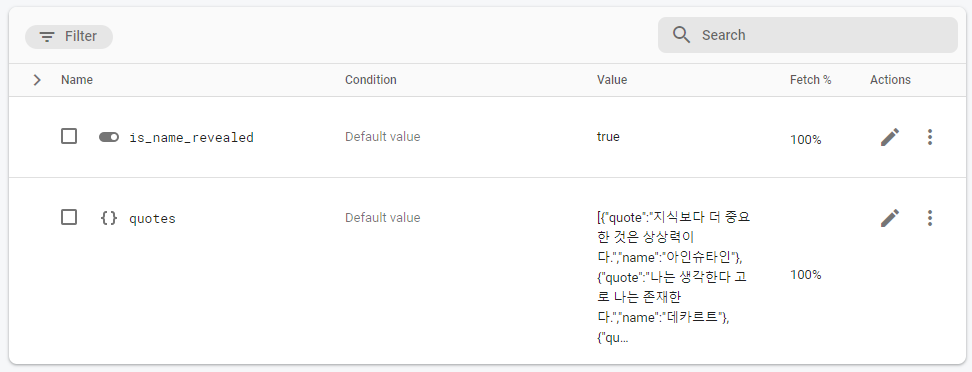 Filter
Search
Name Condition Value Fetch % Actions
is_name_revealed Default value true 100%
quotes Default value
[{"quote":"지식보다 더 중요
한 것은 상상력이
다.","name":"아인슈타인"},
{"quote":"나는 생각한다 고
로 나는 존재한
다.","name":"데카르트"},
{"qu...
100%